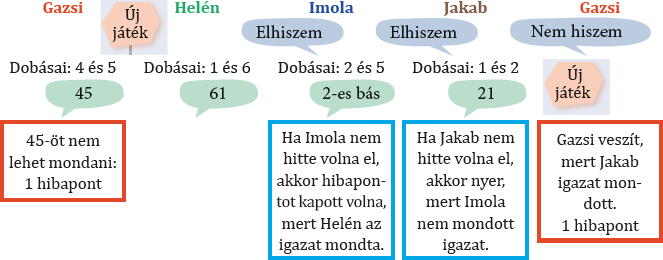 Gazsi
Új
játék
Helén
Imola
Jakab
Gazsi
Elhiszem
Elhiszem
Nem hiszem
Dobásai: 4 és 5
Dobásai: 1 és 6
Dobásai: 2 és 5
Dobásai: 1 és 2
Új
játék
45
61
2-es bás
21
45-öt nem
lehet mondani:
1 hibapont
Ha Imola nem
hitte volna el,
akkor hibapon-
tot kapott volna,
mert Helén az
igazat mondta.
Ha Jakab nem
hitte volna el,
akkor nyer,
mert Imola
nem mondott
igazat.
Gazsi veszít,
mert Jakab
igazat mon-
dott.
1 hibapont